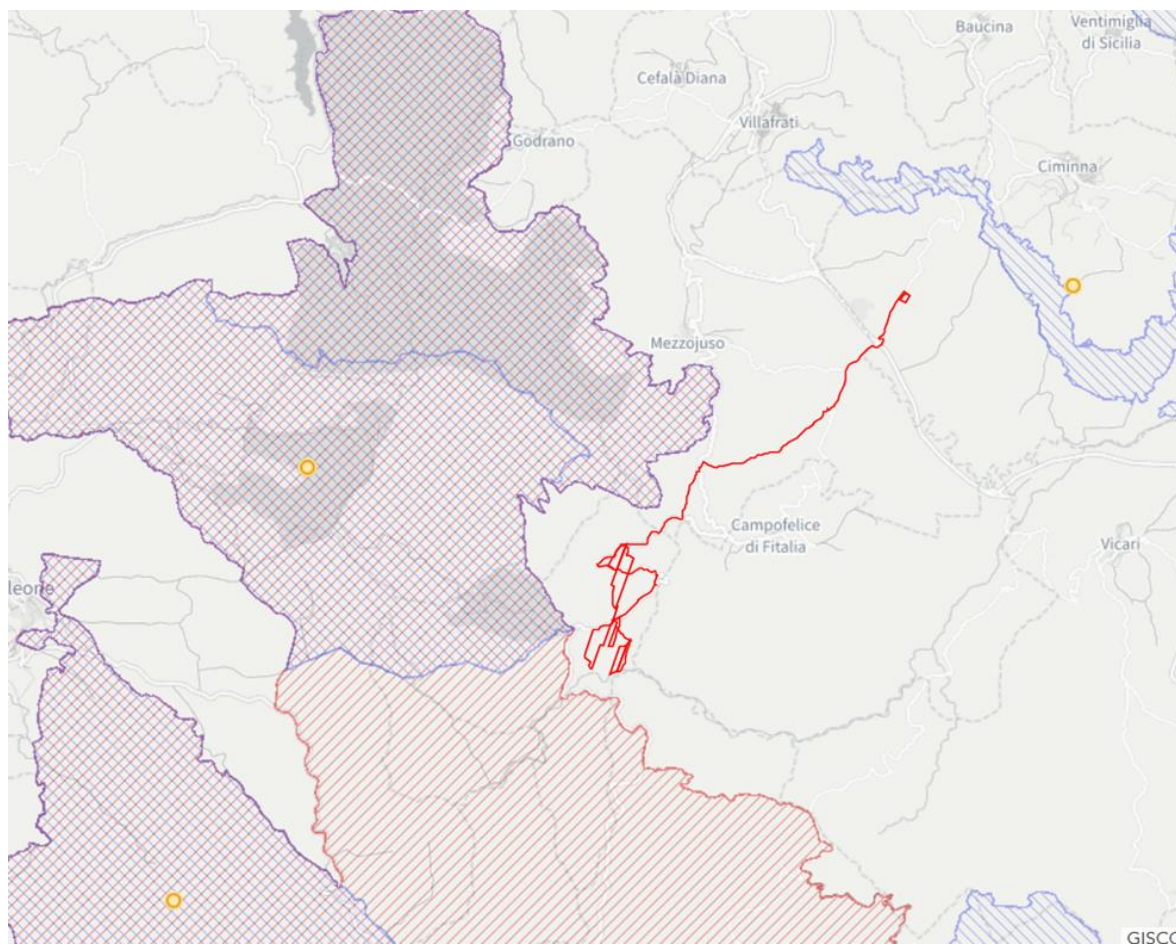 Baucina
Ventimiglia
di Sicilia
Cefalà Diana
Villafrati
Godrano
Ciminna
Mezzojuso
Campofelice
di Fitalia
Vicari
leone
GISCO